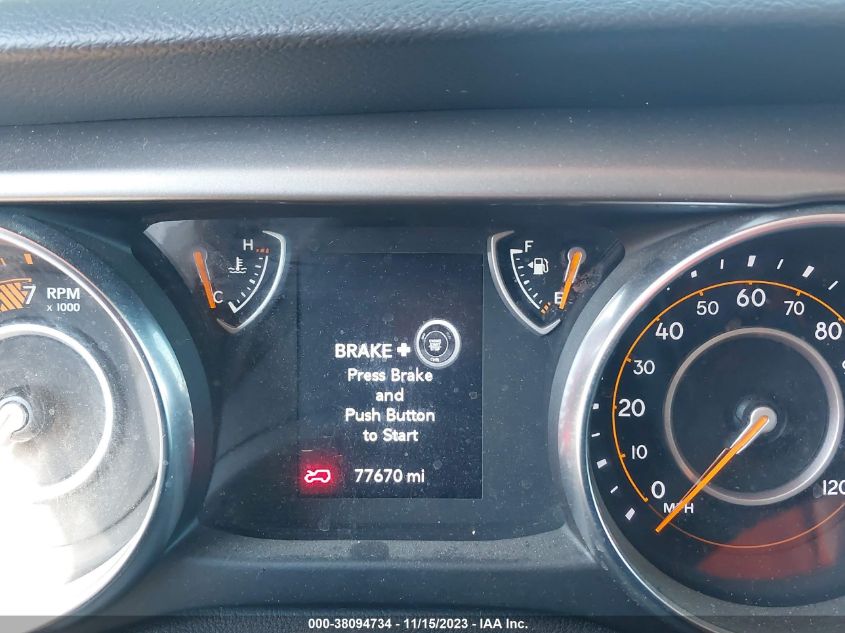 7 RPM
x 1000
H
C
F
E
BRAKE +
Press Brake
and
Push Button
to Start
77670 mi
0
10
20
30
40
50
60
70
80
120
MPH
000-38094734 - 11/15/2023 - IAA Inc.